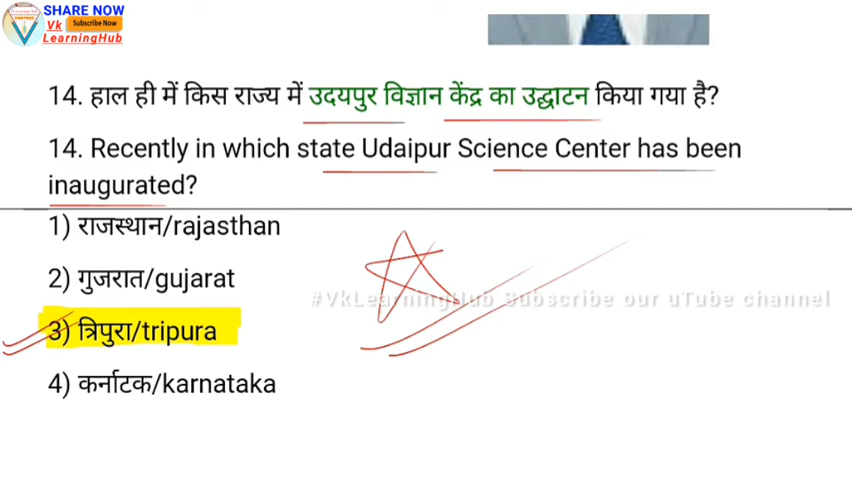 SHARE NOW
Vk Subscribe Now
LearningHub
14. हाल ही में किस राज्य में उदयपुर विज्ञान केंद्र का उद्धाटन किया गया है?
14. Recently in which state Udaipur Science Center has been
inaugurated?
1) राजस्थान/rajasthan
2) गुजरात/gujarat
#VkLearningHub Subscribe our uTube channel
3) त्रिपुरा/tripura
4) कर्नाटक/karnataka